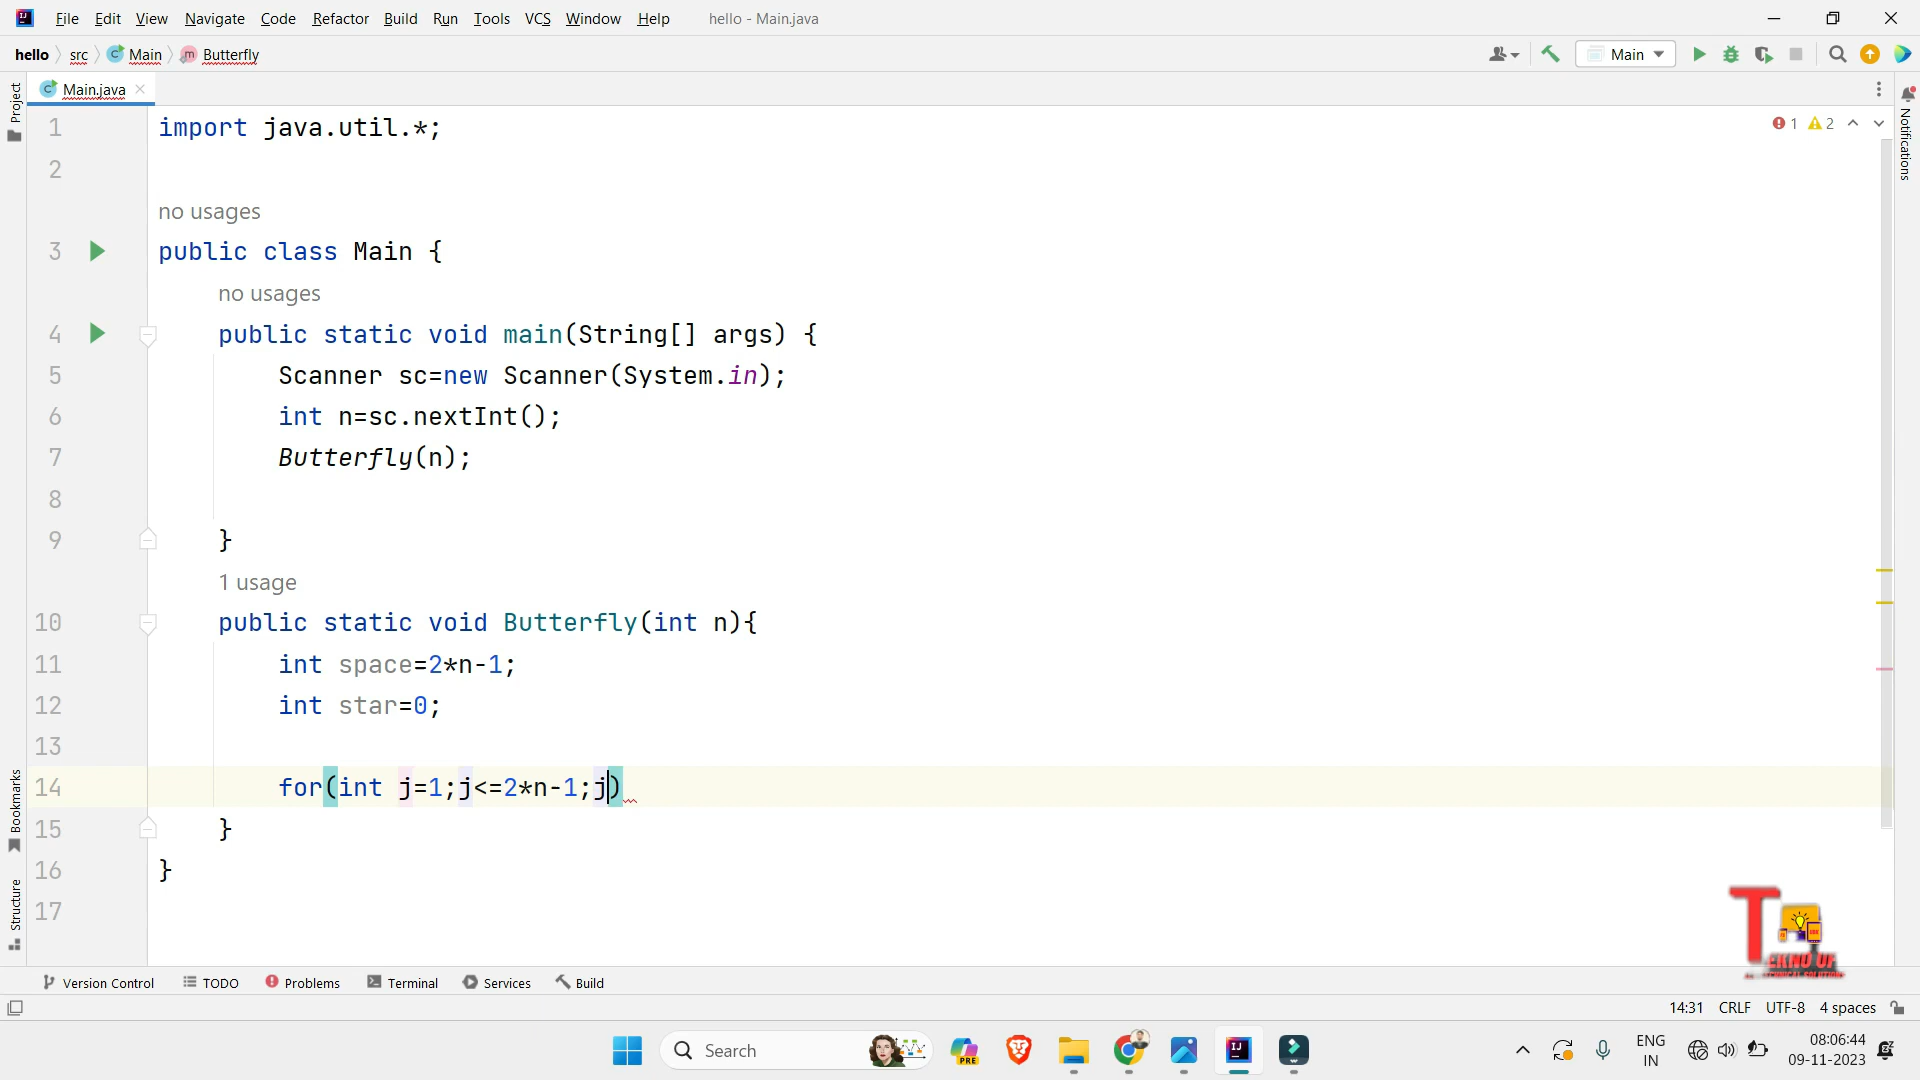 File Edit View Navigate Code Refactor Build Run Tools VCS Window Help hello - Main.java
hello src Main Butterfly Main
Main.java
Project
Notifications
1 2
1 import java.util.*;
2
no usages
3 public class Main {
no usages
4 public static void main(String[] args) {
5 Scanner sc=new Scanner(System.in);
6 int n=sc.nextInt();
7 Butterfly(n);
8
9 }
1 usage
10 public static void Butterfly(int n){
11 int space=2*n-1;
12 int star=0;
13
14 for(int j=1;j<=2*n-1;j)
15 }
16 }
17
Bookmarks
Structure
Version Control TODO Problems Terminal Services Build
14:31 CRLF UTF-8 4 spaces
Search
PRE
ENG
IN
08:06:44
09-11-2023